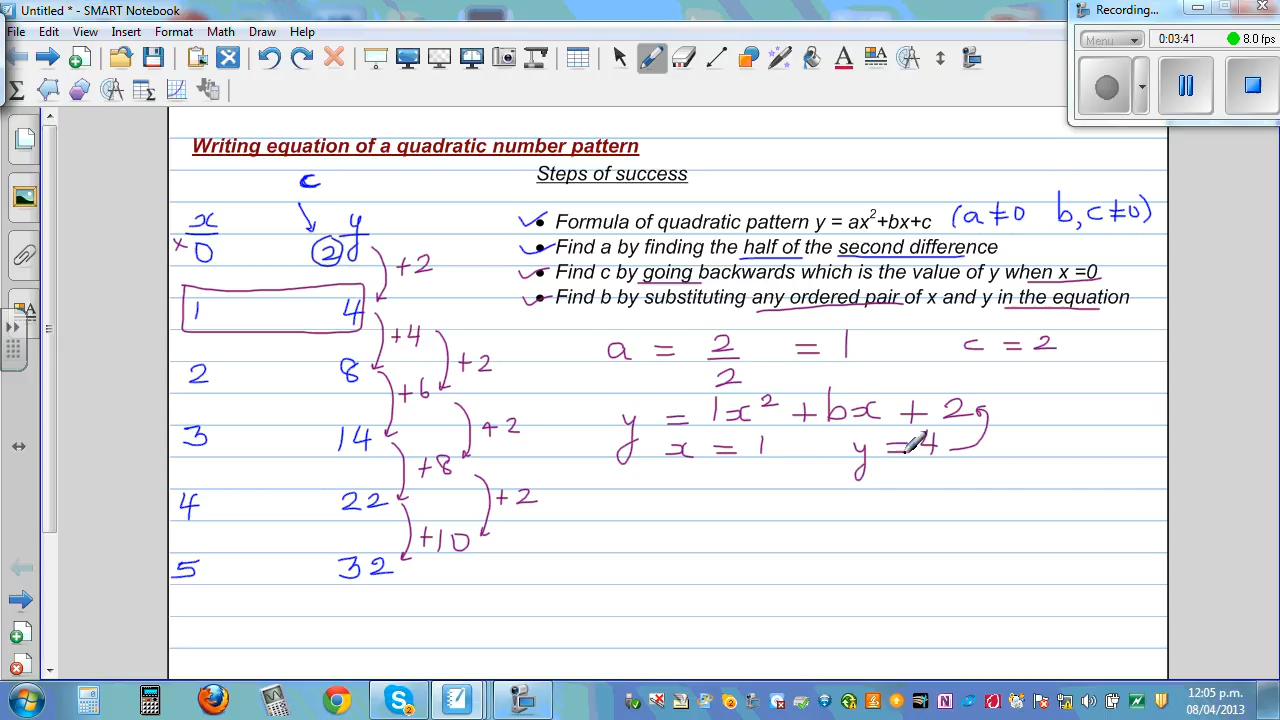 Untitled * - SMART Notebook
Recording...
File Edit View Insert Format Math Draw Help
Menu
00:03:41
8.0 fps
Writing equation of a quadratic number pattern
Steps of success
c
x y
• Formula of quadratic pattern y = ax²+bx+c (a ≠ 0 b, c ≠ 0)
• Find a by finding the half of the second difference
• Find c by going backwards which is the value of y when x =0
• Find b by substituting any ordered pair of x and y in the equation
x 0 2
+2
1 4
+4
+2
2 8
+6
+2
3 14
+8
+2
4 22
+10
5 32
a = 2/2 = 1 c = 2
y = 1x² + bx + 2
x = 1 y = 4
12:05 p.m.
08/04/2013